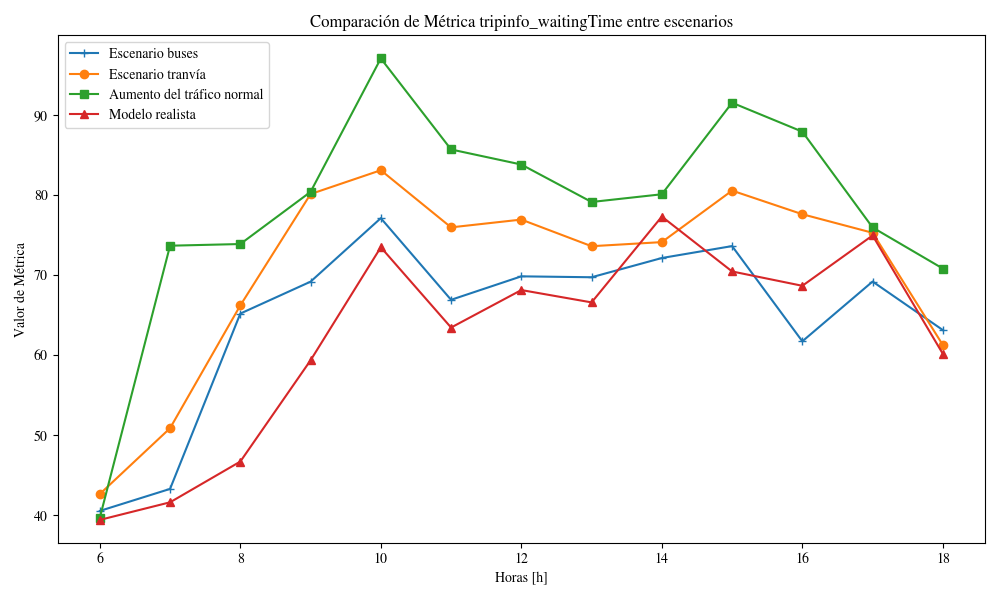 Comparación de Métrica tripinfo_waitingTime entre escenarios
Escenario buses
Escenario tranvía
Aumento del tráfico normal
Modelo realista
Valor de Métrica
90
80
70
60
50
40
6
8
10
12
14
16
18
Horas [h]